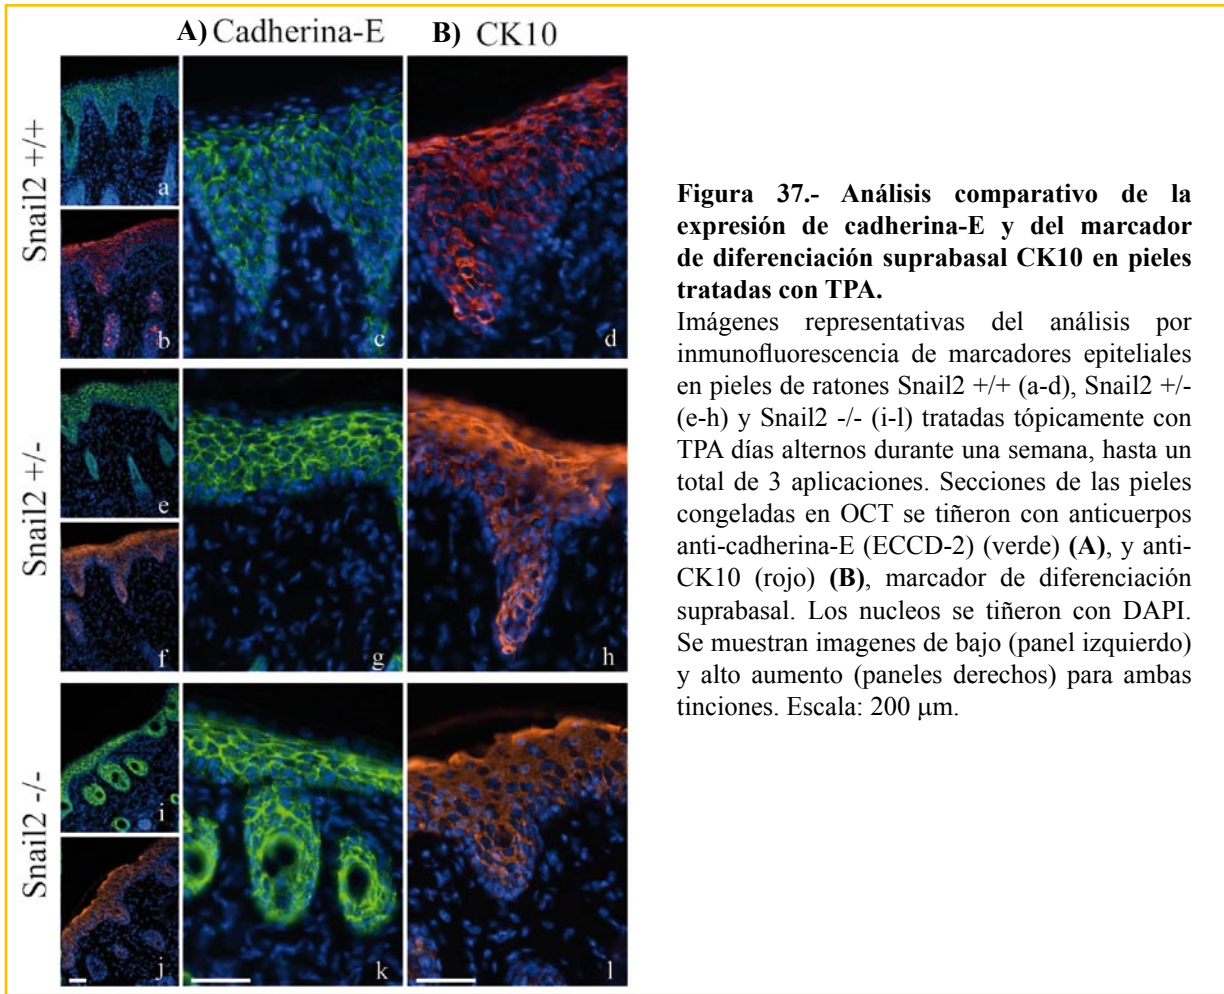 A) Cadherina-E
B) CK10
Snail2 +/+
a
b
c
d
Snail2 +/-
e
f
g
h
Snail2 -/-
i
j
k
l
Figura 37.- Análisis comparativo de la
expresión de cadherina-E y del marcador
de diferenciación suprabasal CK10 en pieles
tratadas con TPA.
Imágenes representativas del análisis por
inmunofluorescencia de marcadores epiteliales
en pieles de ratones Snail2 +/+ (a-d), Snail2 +/-
(e-h) y Snail2 -/- (i-l) tratadas tópicamente con
TPA días alternos durante una semana, hasta un
total de 3 aplicaciones. Secciones de las pieles
congeladas en OCT se tiñeron con anticuerpos
anti-cadherina-E (ECCD-2) (verde) (A), y anti-
CK10 (rojo) (B), marcador de diferenciación
suprabasal. Los nucleos se tiñeron con DAPI.
Se muestran imagenes de bajo (panel izquierdo)
y alto aumento (paneles derechos) para ambas
tinciones. Escala: 200 μm.